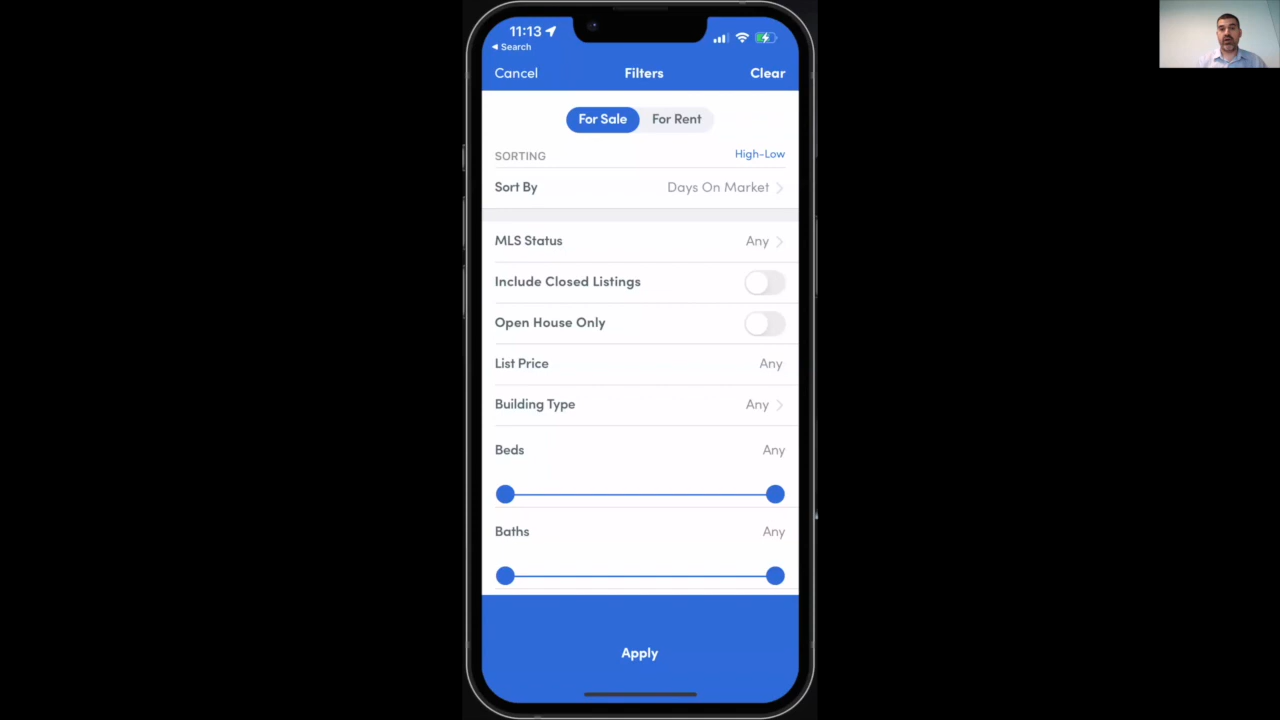 11:13
Search
Cancel Filters Clear
For Sale For Rent
SORTING High-Low
Sort By Days On Market
MLS Status Any
Include Closed Listings
Open House Only
List Price Any
Building Type Any
Beds Any
Baths Any
Apply